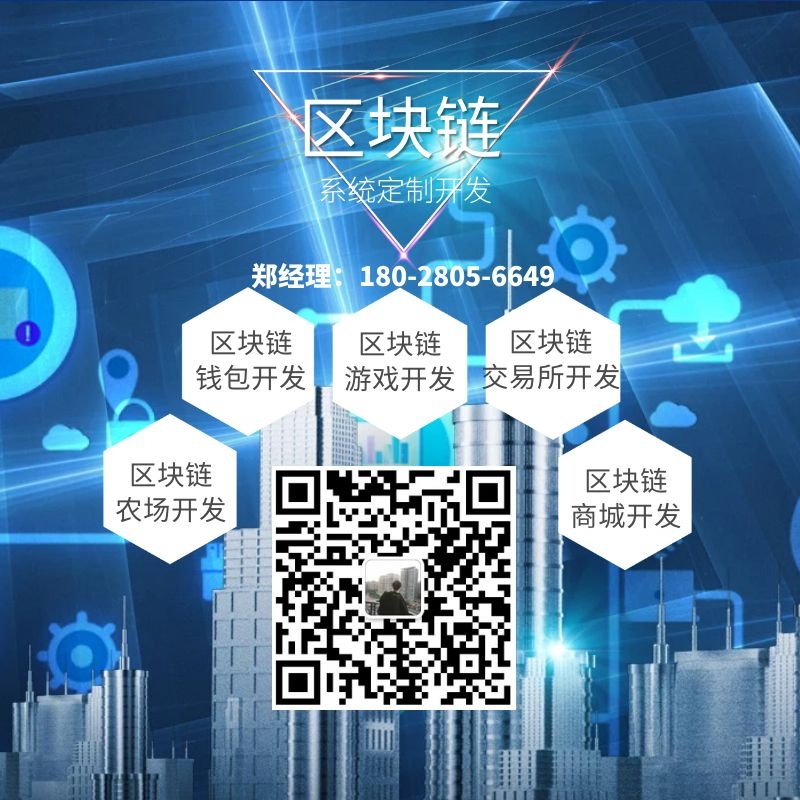 区块链
系统定制开发
郑经理：180-2805-6649
区块链
钱包开发
区块链
游戏开发
区块链
交易所开发
区块链
农场开发
区块链
商城开发